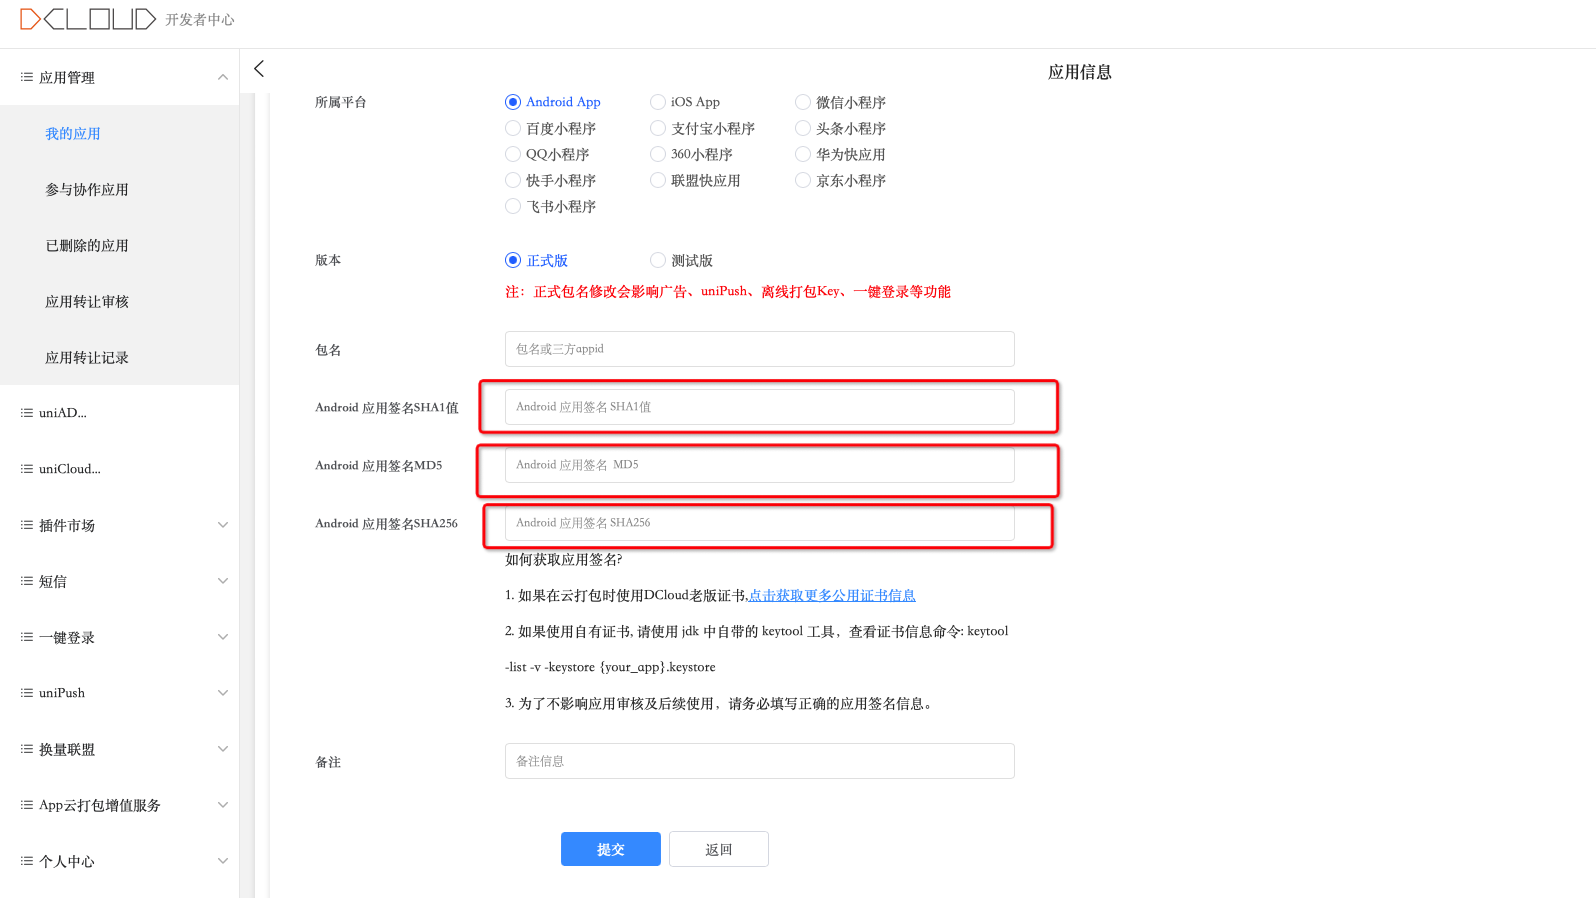 DCLOUD 开发者中心
应用管理
我的应用
参与协作应用
已删除的应用
应用转让审核
应用转让记录
uniAD...
uniCloud...
插件市场
短信
一键登录
uniPush
换量联盟
App云打包增值服务
个人中心
应用信息
所属平台
Android App
iOS App
微信小程序
百度小程序
支付宝小程序
头条小程序
QQ小程序
360小程序
华为快应用
快手小程序
联盟快应用
京东小程序
飞书小程序
版本
正式版
测试版
注：正式包名修改会影响广告、uniPush、离线打包Key、一键登录等功能
包名
包名或三方appid
Android 应用签名SHA1值
Android 应用签名 SHA1值
Android 应用签名MD5
Android 应用签名 MD5
Android 应用签名SHA256
Android 应用签名 SHA256
如何获取应用签名?
1. 如果在云打包时使用DCloud老版证书,点击获取更多公用证书信息
2. 如果使用自有证书, 请使用 jdk 中自带的 keytool 工具，查看证书信息命令: keytool
-list -v -keystore {your_app}.keystore
3. 为了不影响应用审核及后续使用，请务必填写正确的应用签名信息。
备注
备注信息
提交
返回